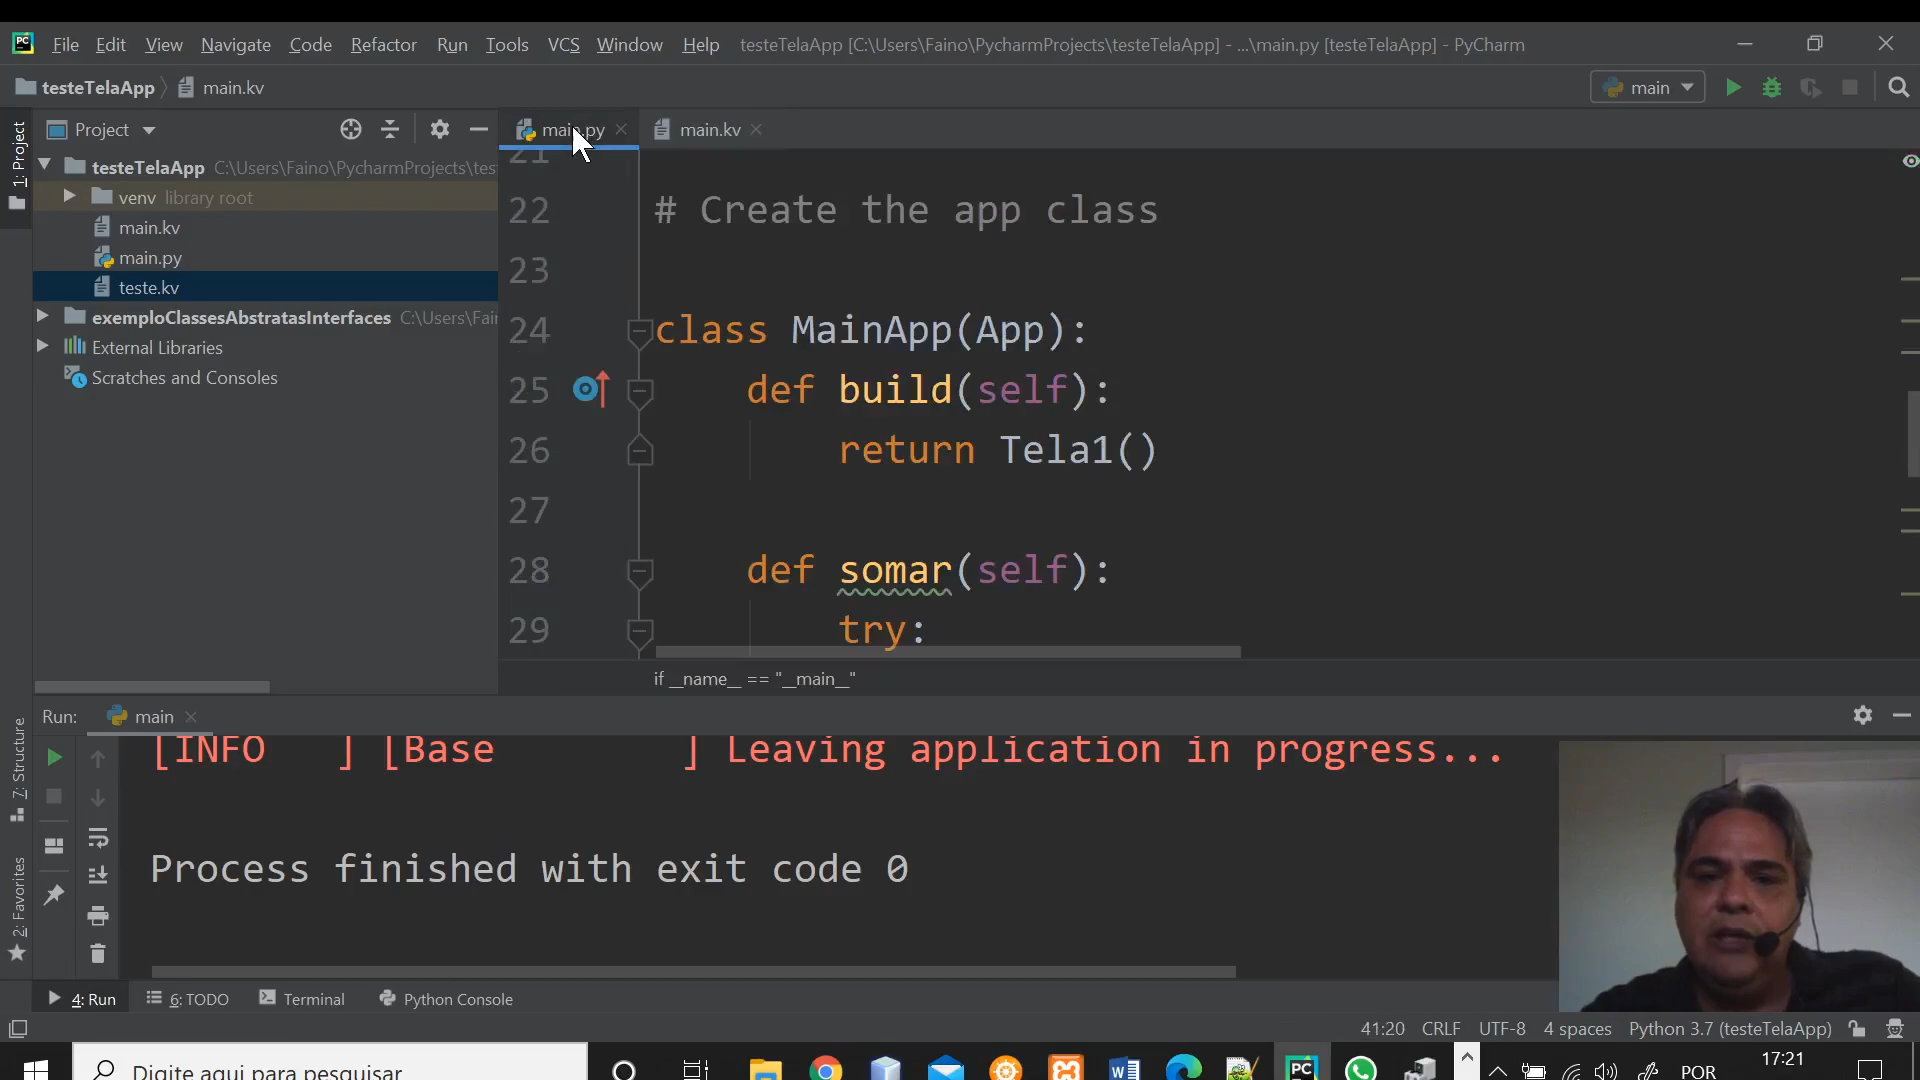 File Edit View Navigate Code Refactor Run Tools VCS Window Help testeTelaApp [C:\Users\Faino\PycharmProjects\testeTelaApp] - ...\main.py [testeTelaApp] - PyCharm
testeTelaApp main.kv
main
1: Project
Project
main.py
main.kv
testeTelaApp C:\Users\Faino\PycharmProjects\tes
venv library root
main.kv
main.py
teste.kv
exemploClassesAbstratasInterfaces C:\Users\Fai
External Libraries
Scratches and Consoles
21
22 # Create the app class
23
24 class MainApp(App):
25 def build(self):
26 return Tela1()
27
28 def somar(self):
29 try:
if __name__ == "__main__"
Run: main
7: Structure
2: Favorites
[INFO ] [Base ] Leaving application in progress...
Process finished with exit code 0
4: Run 6: TODO Terminal Python Console
41:20 CRLF UTF-8 4 spaces Python 3.7 (testeTelaApp)
Digite aqui para pesquisar
POR
17:21